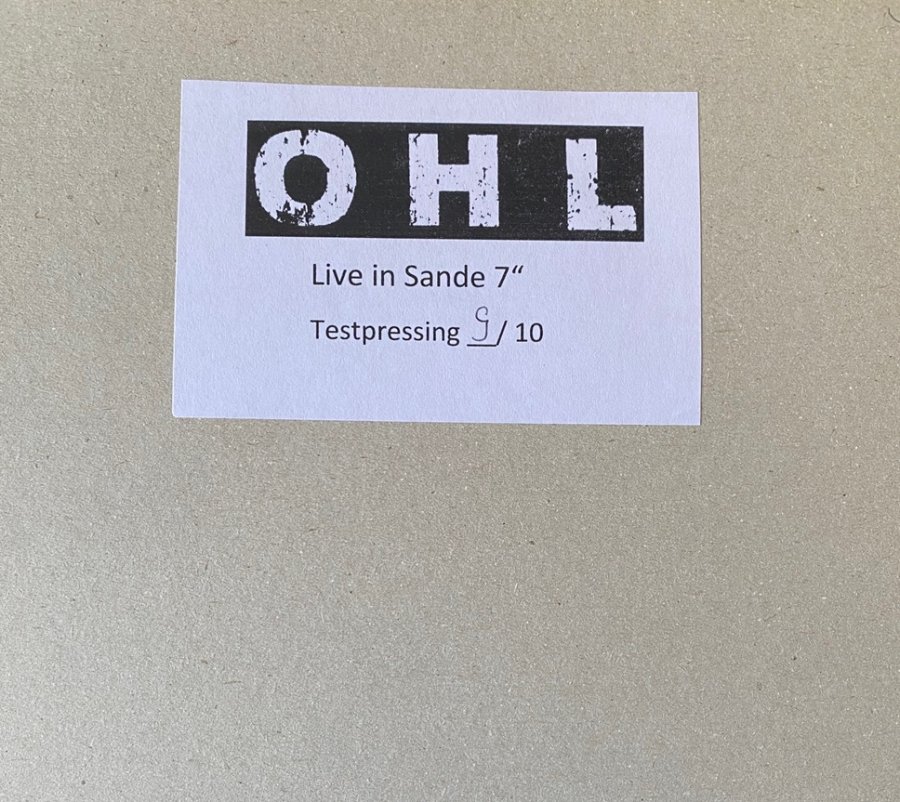 OHL
Live in Sande 7“
Testpressing 9/ 10